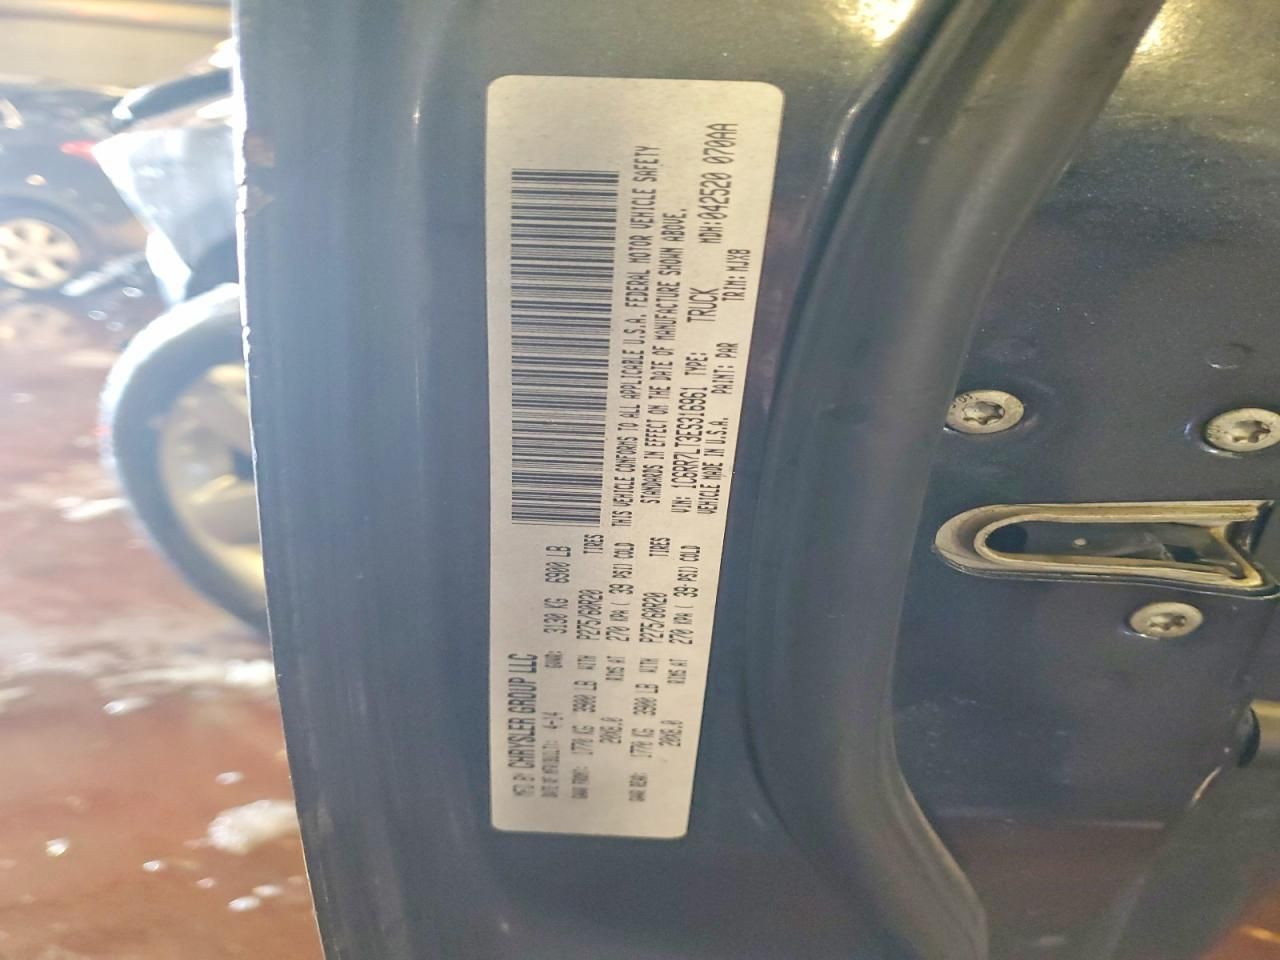 MFD BY CHRYSLER GROUP LLC
DATE OF MFR(BUILT): 4-14 GVWR: 3130 KG 6900 LB
GAWR FRONT: 1770 KG 3900 LB WITH P275/60R20 TIRES
20X8.0 RIMS AT 270 KPA ( 39 PSI) COLD
GAWR REAR: 1770 KG 3900 LB WITH P275/60R20 TIRES
20X8.0 RIMS AT 270 KPA ( 39 PSI) COLD
THIS VEHICLE CONFORMS TO ALL APPLICABLE U.S.A. FEDERAL MOTOR VEHICLE SAFETY
STANDARDS IN EFFECT ON THE DATE OF MANUFACTURE SHOWN ABOVE.
VIN: 1C6RR7LT3ES316961 TYPE: TRUCK MDH:042520 070AA
VEHICLE MADE IN U.S.A. PAINT: PAR TRIM: MJX8